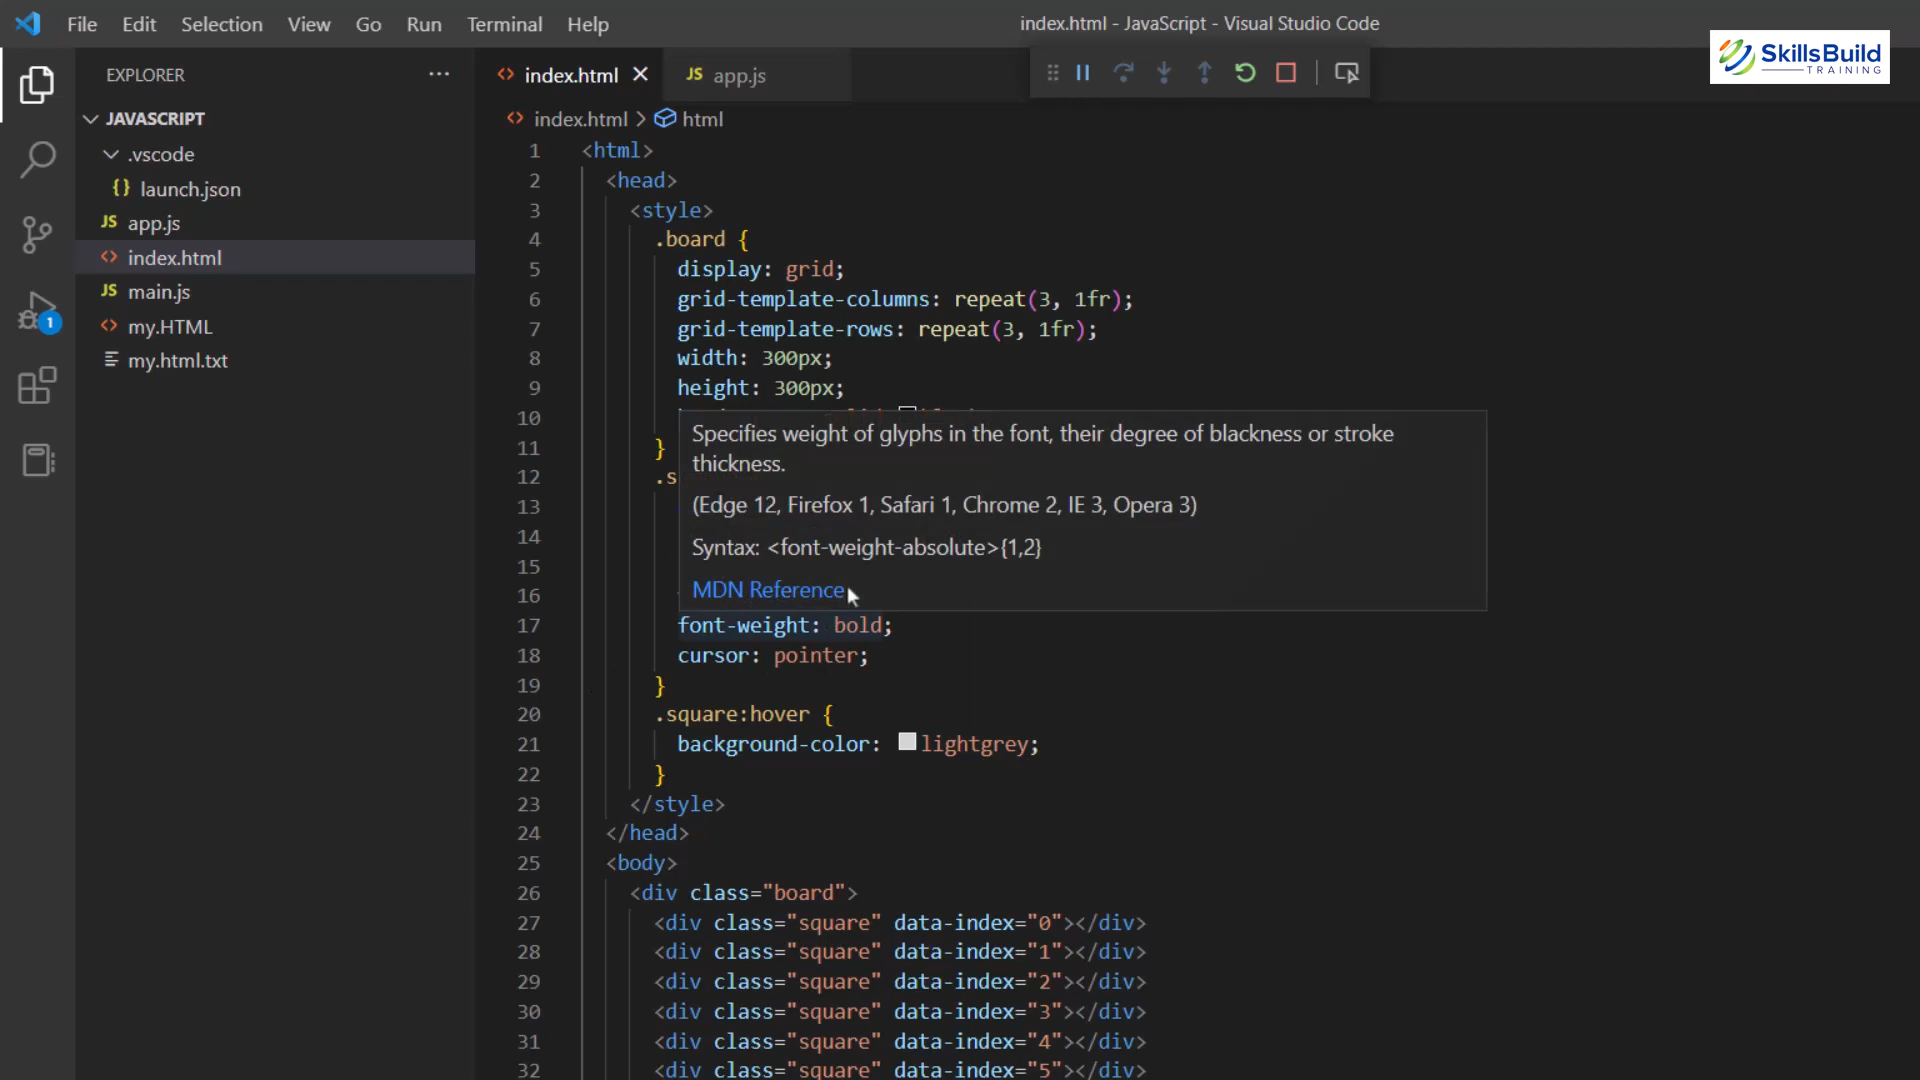 File Edit Selection View Go Run Terminal Help
index.html - JavaScript - Visual Studio Code
SkillsBuild
TRAINING
EXPLORER
JAVASCRIPT
.vscode
{} launch.json
JS app.js
<> index.html
JS main.js
<> my.HTML
my.html.txt
1
<> index.html × JS app.js
<> index.html > html
1 <html>
2 <head>
3 <style>
4 .board {
5 display: grid;
6 grid-template-columns: repeat(3, 1fr);
7 grid-template-rows: repeat(3, 1fr);
8 width: 300px;
9 height: 300px;
10
11 }
12 .s
13
14
15
16
Specifies weight of glyphs in the font, their degree of blackness or stroke
thickness.
(Edge 12, Firefox 1, Safari 1, Chrome 2, IE 3, Opera 3)
Syntax: <font-weight-absolute>{1,2}
MDN Reference
17 font-weight: bold;
18 cursor: pointer;
19 }
20 .square:hover {
21 background-color: lightgrey;
22 }
23 </style>
24 </head>
25 <body>
26 <div class="board">
27 <div class="square" data-index="0"></div>
28 <div class="square" data-index="1"></div>
29 <div class="square" data-index="2"></div>
30 <div class="square" data-index="3"></div>
31 <div class="square" data-index="4"></div>
32 <div class="square" data-index="5"></div>